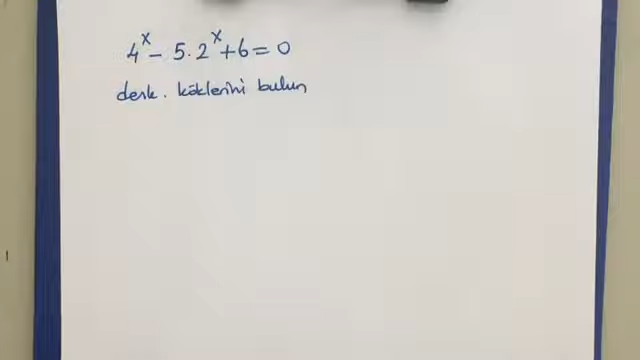 4^x - 5.2^x + 6 = 0
denk. köklerini bulun